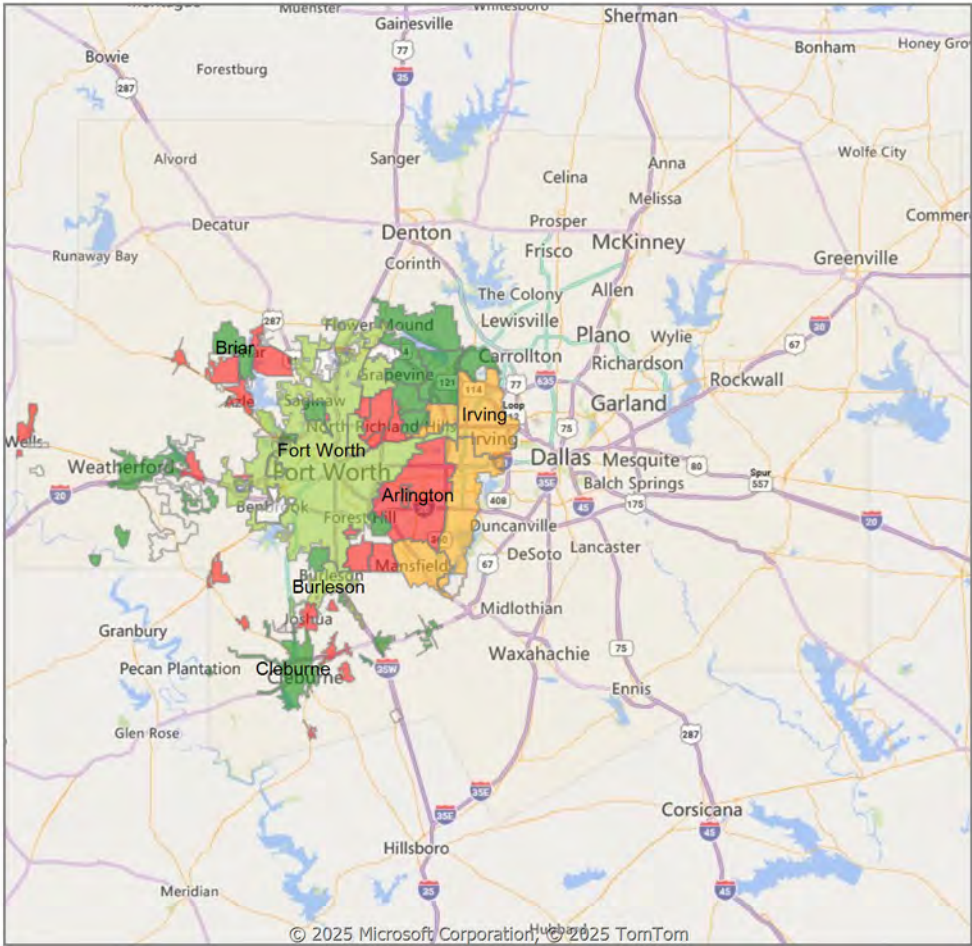 Muenster
Whitesboro
Sherman
Gainesville
77
Bonham
Honey Gro
Bowie
Forestburg
35
287
Alvord
Sanger
Anna
Wolfe City
Celina
Melissa
Decatur
Prosper
Commer
Denton
McKinney
Runaway Bay
Frisco
Greenville
Corinth
The Colony
Allen
Lewisville
287
Flower Mound
20
Plano
Wylie
67
Briar
Carrollton
Richardson
Grapevine
121
114
77
635
Rockwall
Azle
Saginaw
Loop
Garland
Irving
North Richland Hills
75
Irving
Wells
Fort Worth
Dallas
Mesquite
80
Weatherford
Fort Worth
Spur
557
20
Arlington
35E
Balch Springs
408
45
175
Benbrook
Forest Hill
20
Duncanville
360
DeSoto
Lancaster
Mansfield
67
Burleson
Burleson
Midlothian
Joshua
Granbury
75
Waxahachie
Pecan Plantation
Cleburne
Cleburne
35W
Ennis
Glen Rose
287
35E
Corsicana
35E
45
Hillsboro
Meridian
35
45
Hubbard
© 2025 Microsoft Corporation, © 2025 TomTom